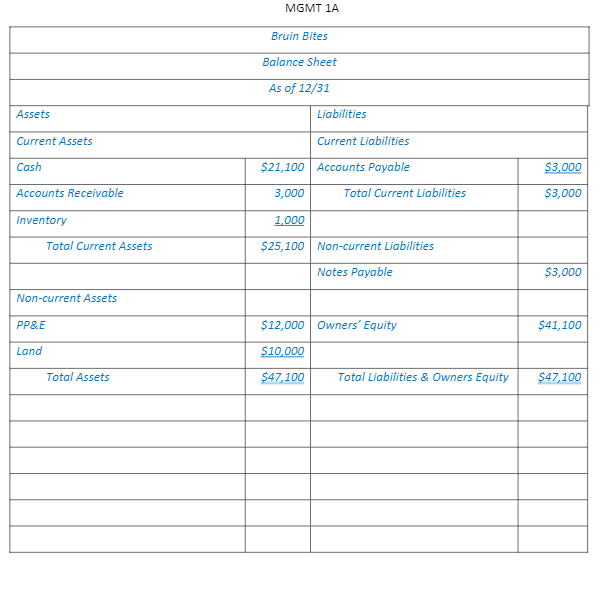 MGMT 1A
Bruin Bites
Balance Sheet
As of 12/31
Assets Liabilities
Current Assets Current Liabilities
Cash $21,100 Accounts Payable $3,000
Accounts Receivable 3,000 Total Current Liabilities $3,000
Inventory 1,000
Total Current Assets $25,100 Non-current Liabilities
Notes Payable $3,000
Non-current Assets
PP&E $12,000 Owners’ Equity $41,100
Land $10,000
Total Assets $47,100 Total Liabilities & Owners Equity $47,100